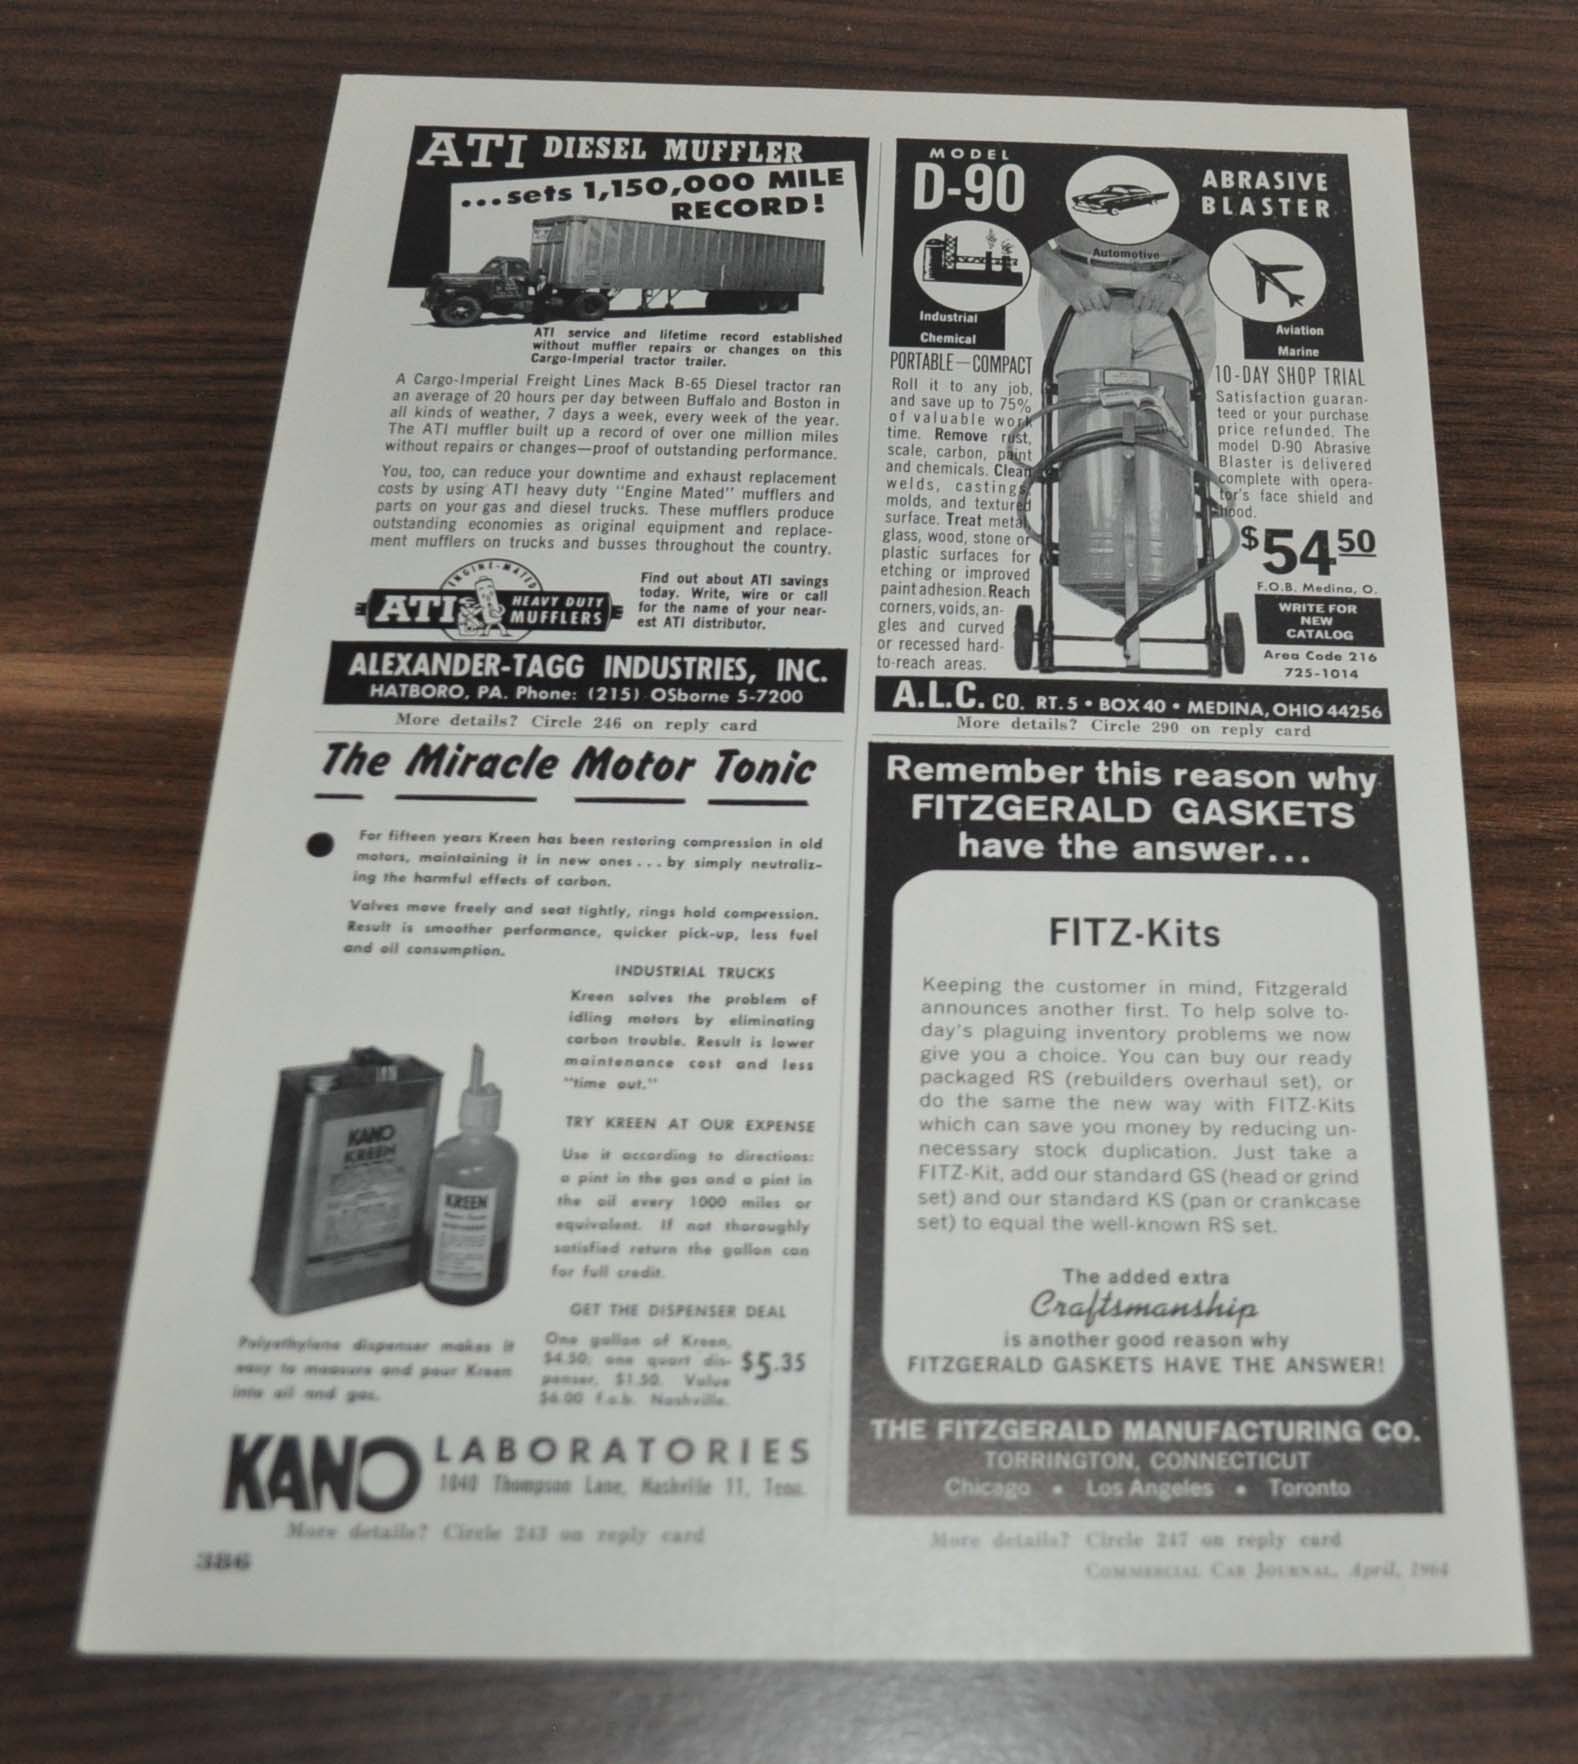 ATI DIESEL MUFFLER
...sets 1,150,000 MILE
RECORD!
ATI service and lifetime record established
without muffler repairs or changes on this
Cargo-Imperial tractor trailer.
A Cargo-Imperial Freight Lines Mack B-65 Diesel tractor ran
an average of 20 hours per day between Buffalo and Boston in
all kinds of weather, 7 days a week, every week of the year.
The ATI muffler built up a record of over one million miles
without repairs or changes—proof of outstanding performance.
You, too, can reduce your downtime and exhaust replacement
costs by using ATI heavy duty "Engine Mated" mufflers and
parts on your gas and diesel trucks. These mufflers produce
outstanding economies as original equipment and replace-
ment mufflers on trucks and busses throughout the country.
ENGINE-MATED
ATI HEAVY DUTY
MUFFLERS
Find out about ATI savings
today. Write, wire or call
for the name of your near-
est ATI distributor.
ALEXANDER-TAGG INDUSTRIES, INC.
HATBORO, PA. Phone: (215) OSborne 5-7200
More details? Circle 246 on reply card
MODEL
D-90
ABRASIVE
BLASTER
Automotive
Industrial
Chemical
Aviation
Marine
PORTABLE—COMPACT
Roll it to any job,
and save up to 75%
of valuable work
time. Remove rust,
scale, carbon, paint
and chemicals. Clean
welds, castings,
molds, and textured
surface. Treat metal
glass, wood, stone or
plastic surfaces for
etching or improved
paint adhesion. Reach
corners, voids, an-
gles and curved
or recessed hard-
to-reach areas.
10-DAY SHOP TRIAL
Satisfaction guaran-
teed or your purchase
price refunded. The
model D-90 Abrasive
Blaster is delivered
complete with opera-
tor's face shield and
hood.
$54.50
F.O.B. Medina, O.
WRITE FOR
NEW
CATALOG
Area Code 216
725-1014
A.L.C. CO. RT. 5 • BOX 40 • MEDINA, OHIO 44256
More details? Circle 290 on reply card
The Miracle Motor Tonic
For fifteen years Kreen has been restoring compression in old
motors, maintaining it in new ones . . . by simply neutraliz-
ing the harmful effects of carbon.
Valves move freely and seat tightly, rings hold compression.
Result is smoother performance, quicker pick-up, less fuel
and oil consumption.
INDUSTRIAL TRUCKS
Kreen solves the problem of
idling motors by eliminating
carbon trouble. Result is lower
maintenance cost and less
"time out."
TRY KREEN AT OUR EXPENSE
Use it according to directions:
a pint in the gas and a pint in
the oil every 1000 miles or
equivalent. If not thoroughly
satisfied return the gallon can
for full credit.
GET THE DISPENSER DEAL
One gallon of Kreen,
$4.50; one quart dis-
penser, $1.50. Value
$6.00 f.o.b. Nashville.
$5.35
KANO
KREEN
KREEN
Polyethylene dispenser makes it
easy to measure and pour Kreen
into oil and gas.
KANO LABORATORIES
1040 Thompson Lane, Nashville 11, Tenn.
More details? Circle 243 on reply card
Remember this reason why
FITZGERALD GASKETS
have the answer...
FITZ-Kits
Keeping the customer in mind, Fitzgerald
announces another first. To help solve to-
day's plaguing inventory problems we now
give you a choice. You can buy our ready
packaged RS (rebuilders overhaul set), or
do the same the new way with FITZ-Kits
which can save you money by reducing un-
necessary stock duplication. Just take a
FITZ-Kit, add our standard GS (head or grind
set) and our standard KS (pan or crankcase
set) to equal the well-known RS set.
The added extra
Craftsmanship
is another good reason why
FITZGERALD GASKETS HAVE THE ANSWER!
THE FITZGERALD MANUFACTURING CO.
TORRINGTON, CONNECTICUT
Chicago • Los Angeles • Toronto
More details? Circle 247 on reply card
386
COMMERCIAL CAR JOURNAL, April, 1964